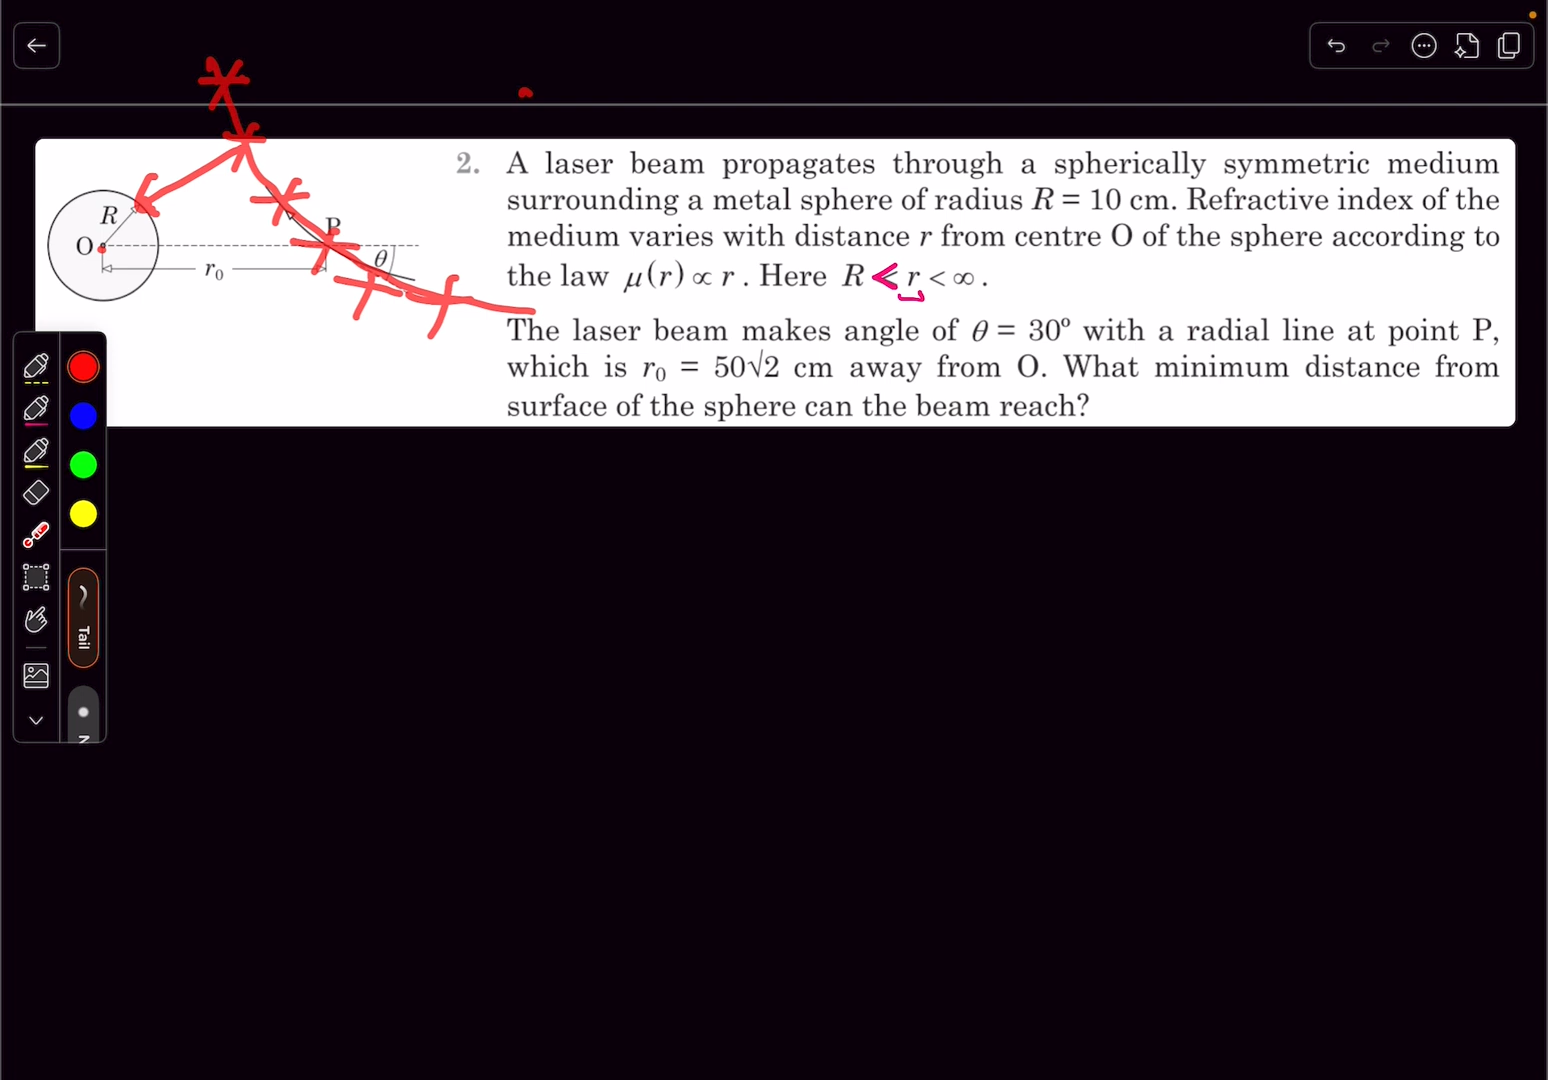 2. A laser beam propagates through a spherically symmetric medium
surrounding a metal sphere of radius R = 10 cm. Refractive index of the
medium varies with distance r from centre O of the sphere according to
the law μ(r) ∝ r. Here R < r < ∞.
The laser beam makes angle of θ = 30º with a radial line at point P,
which is r₀ = 50√2 cm away from O. What minimum distance from
surface of the sphere can the beam reach?
R
P
O
θ
r₀
Tail